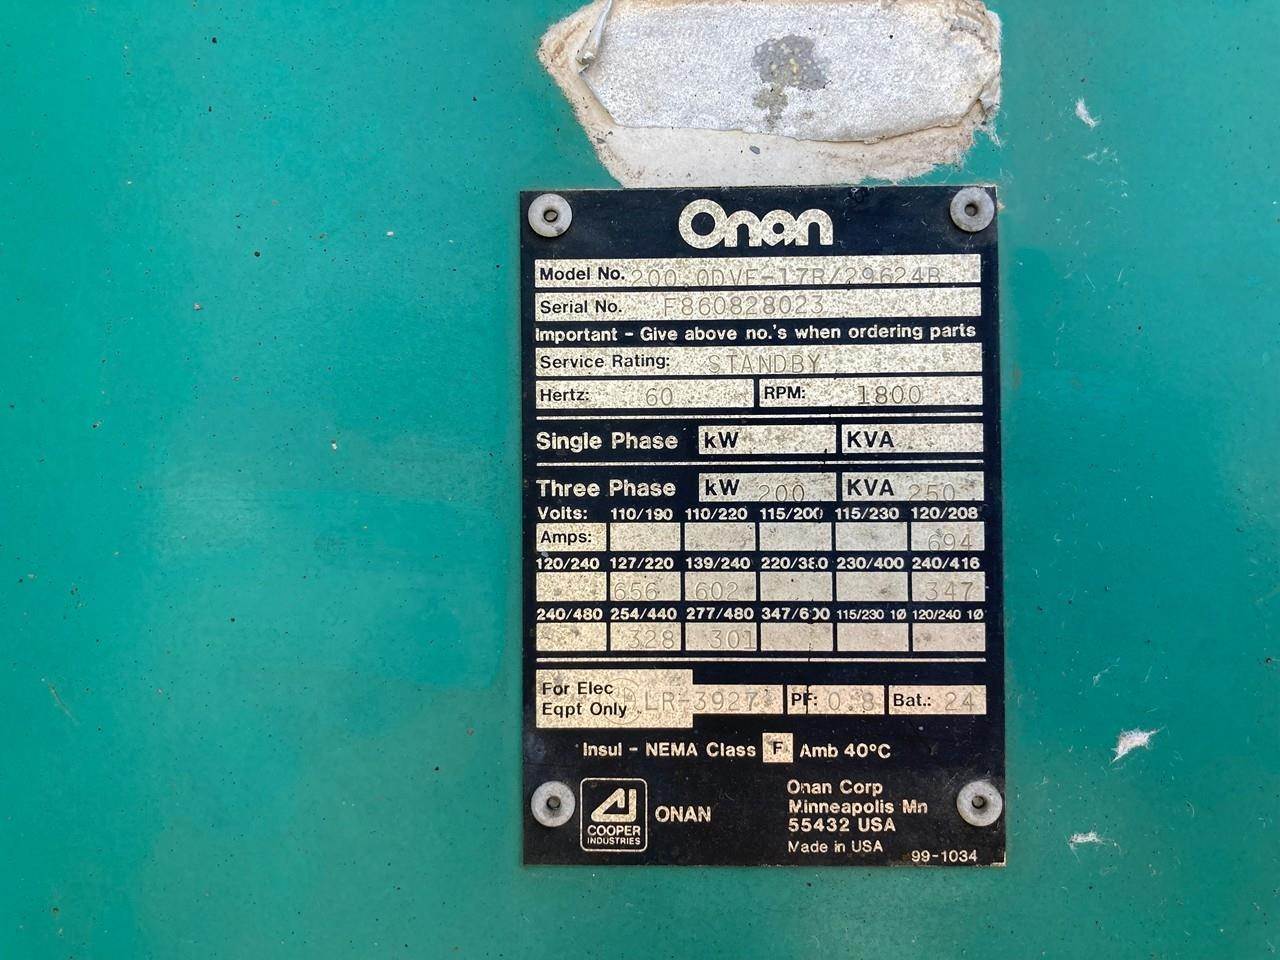 Onan
Model No. 200.0DVF-17R/29624B
Serial No. F860828023
Important - Give above no.'s when ordering parts
Service Rating: STANDBY
Hertz: 60 RPM: 1800
Single Phase kW KVA
Three Phase kW 200 KVA 250
Volts: 110/190 110/220 115/200 115/230 120/208
Amps: 694
120/240 127/220 139/240 220/380 230/400 240/416
656 602 347
240/480 254/440 277/480 347/600 115/230 1Ø 120/240 1Ø
328 301
For Elec
Eqpt Only LR-3927 PF: 0.8 Bat.: 24
Insul - NEMA Class F Amb 40°C
COOPER
INDUSTRIES
ONAN
Onan Corp
Minneapolis Mn
55432 USA
Made in USA
99-1034